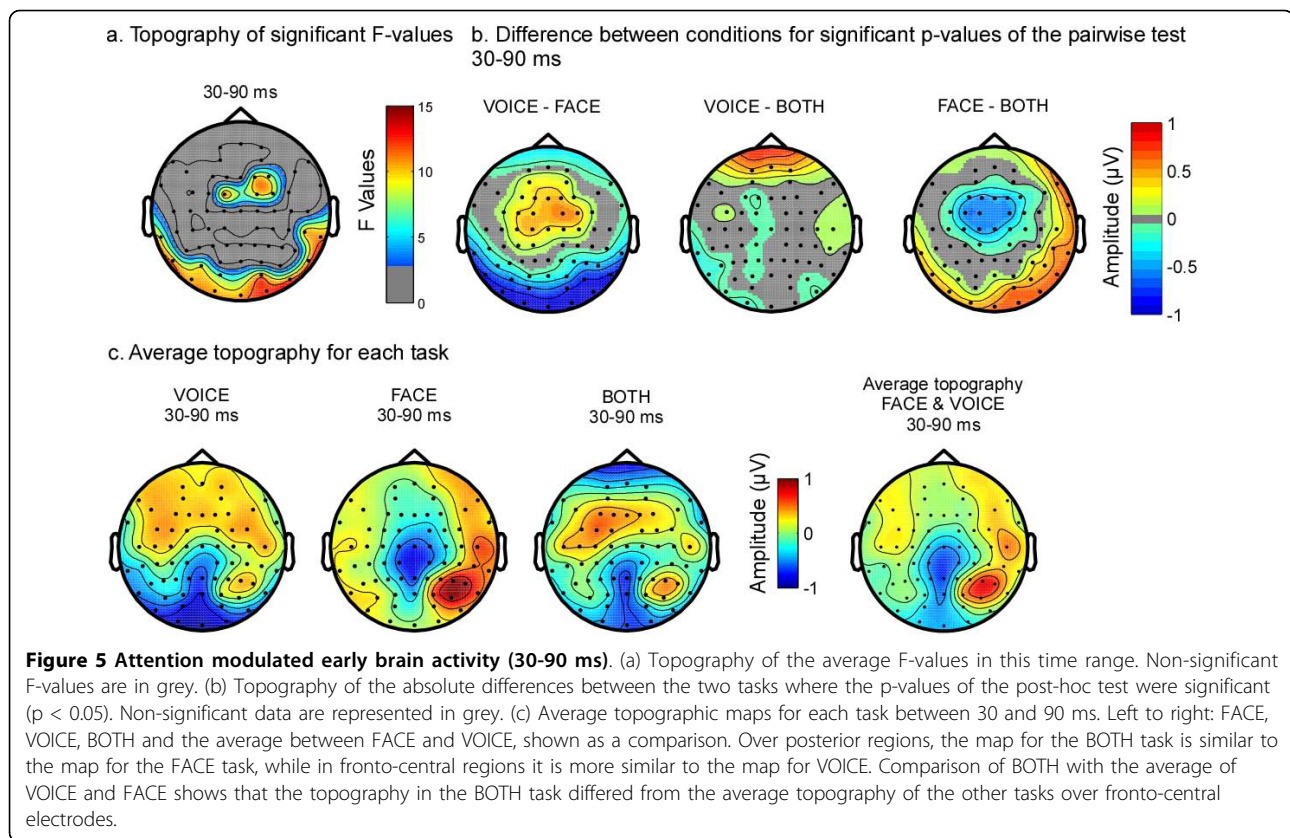 a. Topography of significant F-values
b. Difference between conditions for significant p-values of the pairwise test
30-90 ms
30-90 ms
15
10
5
0
F Values
VOICE - FACE
VOICE - BOTH
FACE - BOTH
1
0.5
0
-0.5
-1
Amplitude (µV)
c. Average topography for each task
VOICE
30-90 ms
FACE
30-90 ms
BOTH
30-90 ms
1
0
-1
Amplitude (µV)
Average topography
FACE & VOICE
30-90 ms
Figure 5 Attention modulated early brain activity (30-90 ms). (a) Topography of the average F-values in this time range. Non-significant
F-values are in grey. (b) Topography of the absolute differences between the two tasks where the p-values of the post-hoc test were significant
(p < 0.05). Non-significant data are represented in grey. (c) Average topographic maps for each task between 30 and 90 ms. Left to right: FACE,
VOICE, BOTH and the average between FACE and VOICE, shown as a comparison. Over posterior regions, the map for the BOTH task is similar to
the map for the FACE task, while in fronto-central regions it is more similar to the map for VOICE. Comparison of BOTH with the average of
VOICE and FACE shows that the topography in the BOTH task differed from the average topography of the other tasks over fronto-central
electrodes.